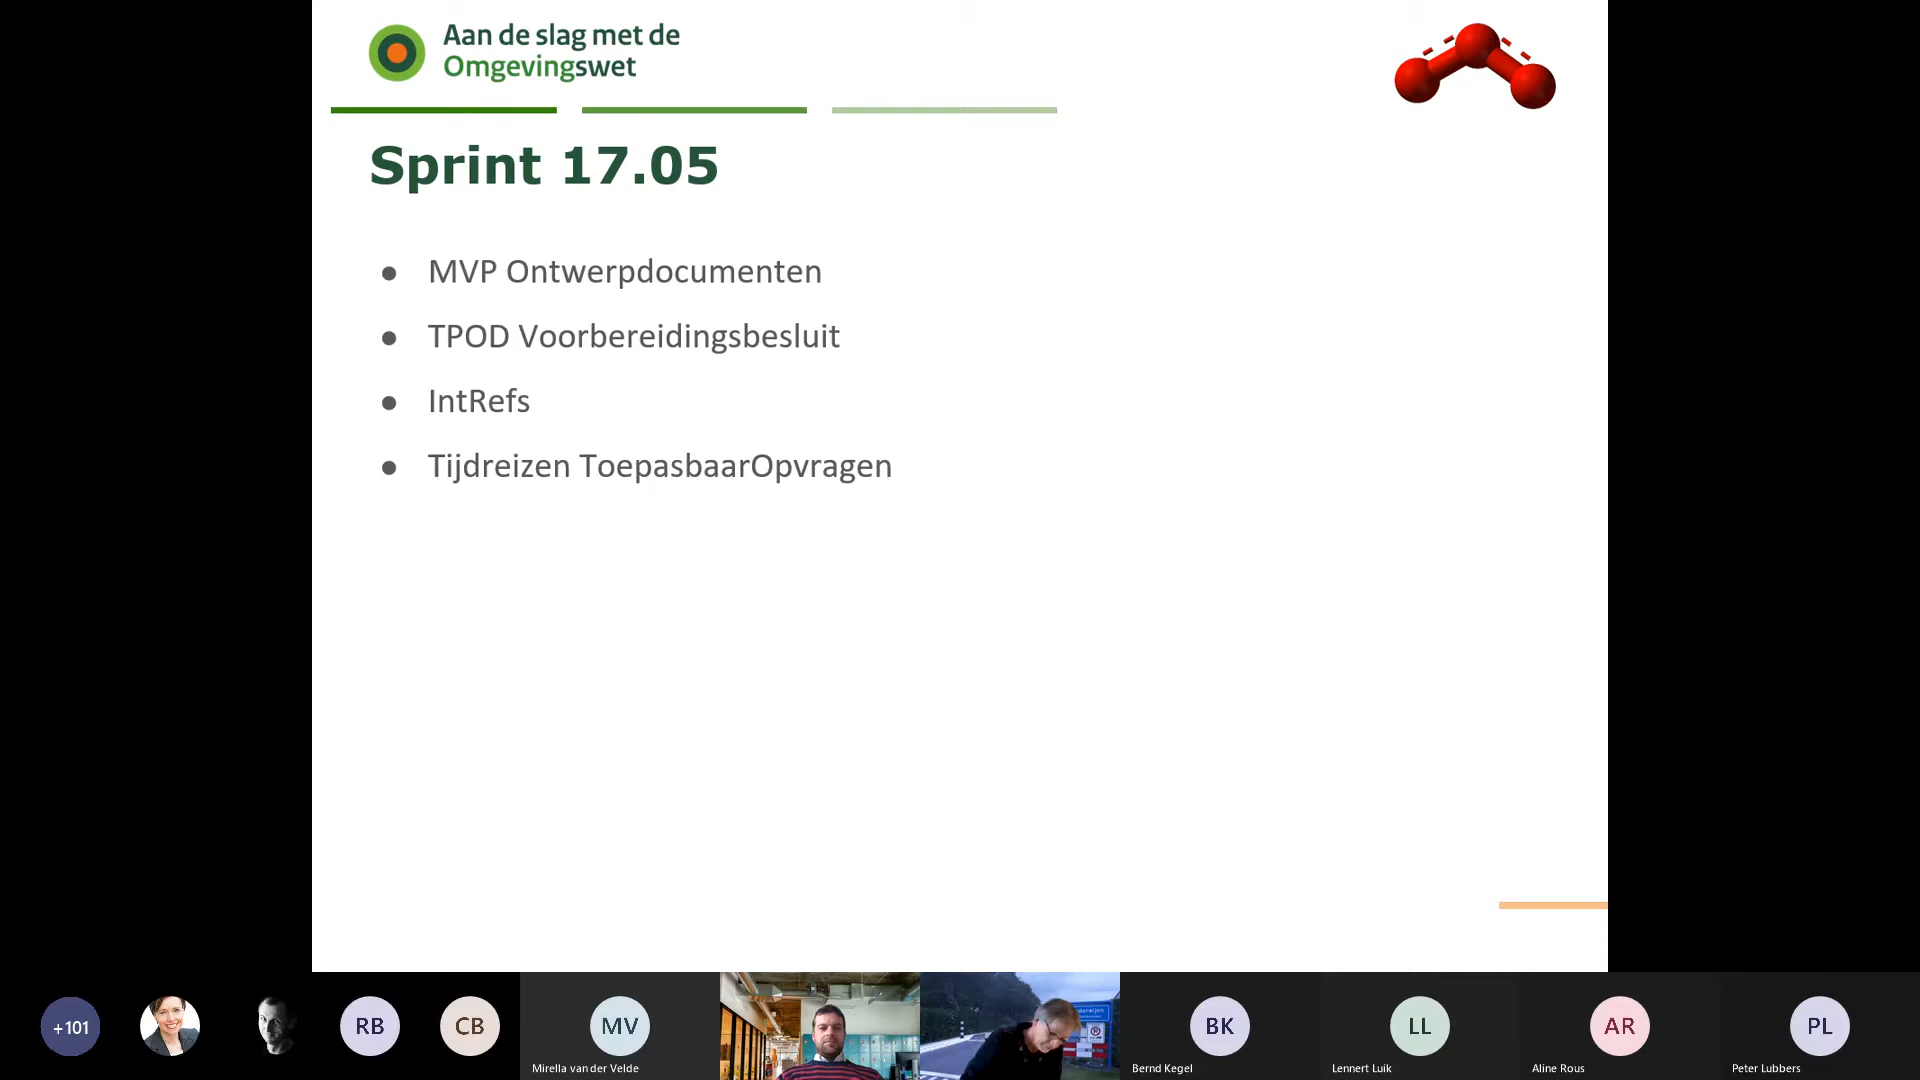 Aan de slag met de
Omgevingswet
Sprint 17.05
● MVP Ontwerpdocumenten
● TPOD Voorbereidingsbesluit
● IntRefs
● Tijdreizen ToepasbaarOpvragen
+101
RB
CB
MV
BK
LL
AR
PL
Mirella van der Velde
Bernd Kegel
Lennert Luik
Aline Rous
Peter Lubbers